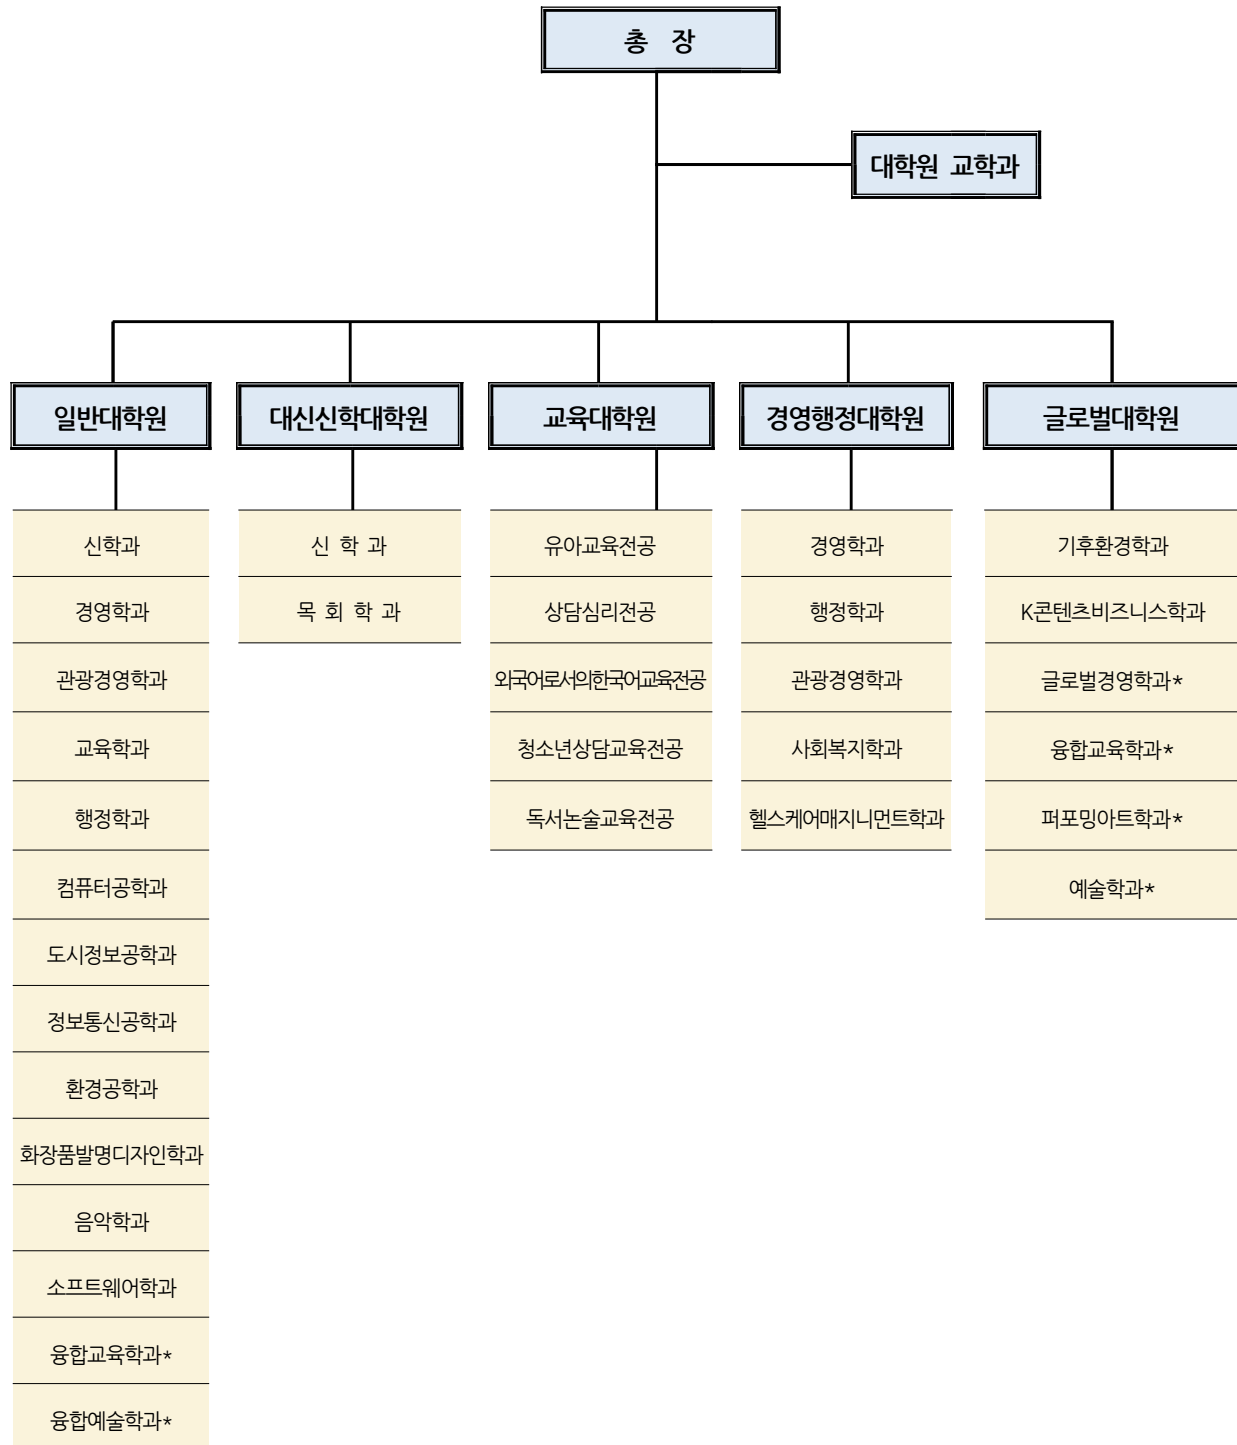 총 장
대학원 교학과
일반대학원
대신신학대학원
교육대학원
경영행정대학원
글로벌대학원
신학과
경영학과
관광경영학과
교육학과
행정학과
컴퓨터공학과
도시정보공학과
정보통신공학과
환경공학과
화장품발명디자인학과
음악학과
소프트웨어학과
융합교육학과*
융합예술학과*
신 학 과
목 회 학 과
유아교육전공
상담심리전공
외국어로서의한국어교육전공
청소년상담교육전공
독서논술교육전공
경영학과
행정학과
관광경영학과
사회복지학과
헬스케어매지니먼트학과
기후환경학과
K콘텐츠비즈니스학과
글로벌경영학과*
융합교육학과*
퍼포밍아트학과*
예술학과*